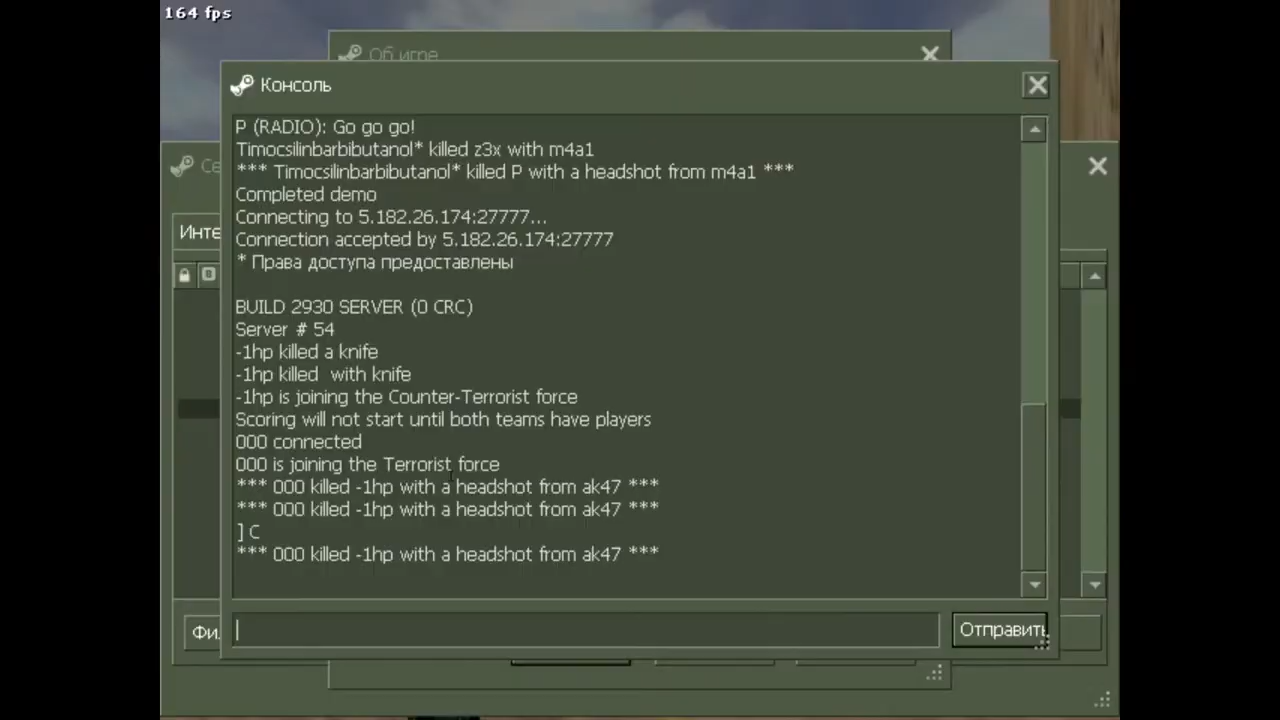 164 fps
Об игре
Консоль
Се
Инте
P (RADIO): Go go go!
Timocsilinbarbibutanol* killed z3x with m4a1
*** Timocsilinbarbibutanol* killed P with a headshot from m4a1 ***
Completed demo
Connecting to 5.182.26.174:27777...
Connection accepted by 5.182.26.174:27777
* Права доступа предоставлены
BUILD 2930 SERVER (0 CRC)
Server # 54
-1hp killed a knife
-1hp killed  with knife
-1hp is joining the Counter-Terrorist force
Scoring will not start until both teams have players
000 connected
000 is joining the Terrorist force
*** 000 killed -1hp with a headshot from ak47 ***
*** 000 killed -1hp with a headshot from ak47 ***
] C
*** 000 killed -1hp with a headshot from ak47 ***
Фи
Отправить